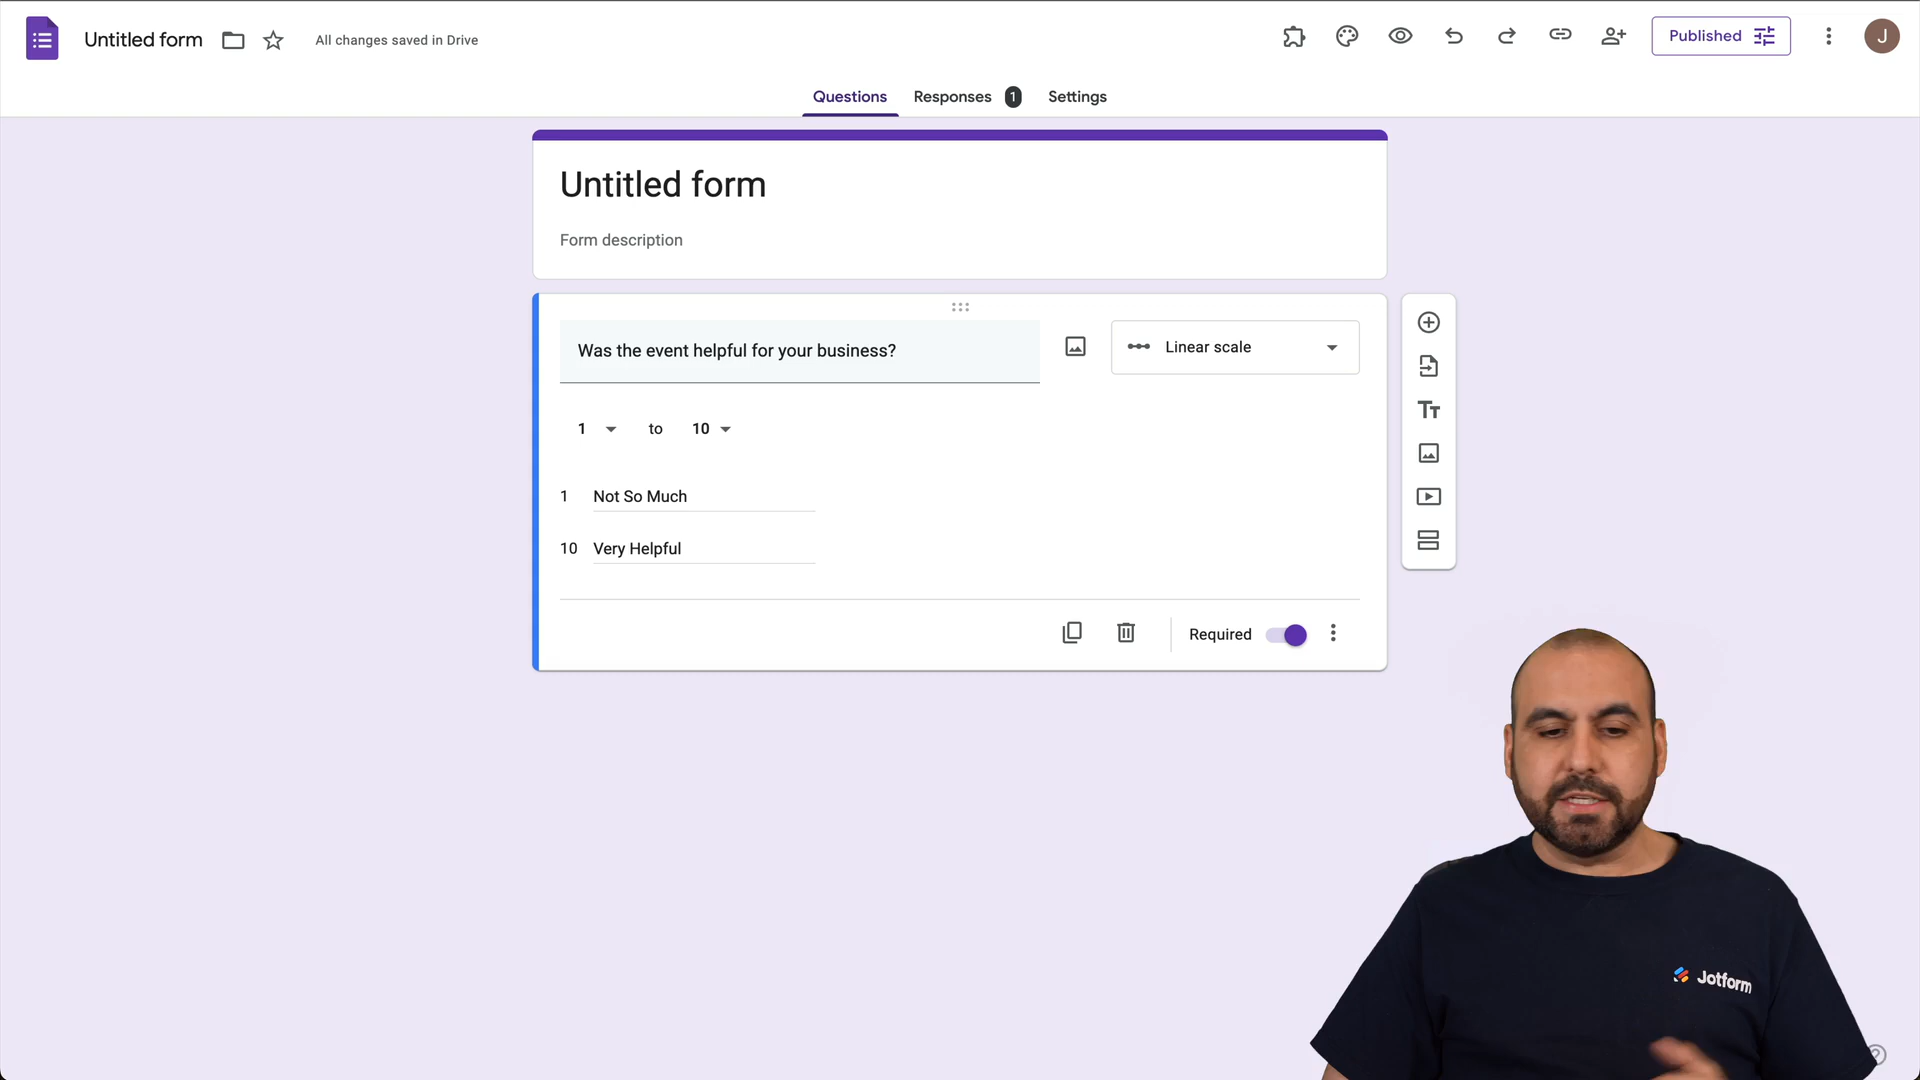 Untitled form
All changes saved in Drive
Published
J
Questions
Responses 1
Settings
Untitled form
Form description
Was the event helpful for your business?
Linear scale
1 to 10
1 Not So Much
10 Very Helpful
Required
Jotform